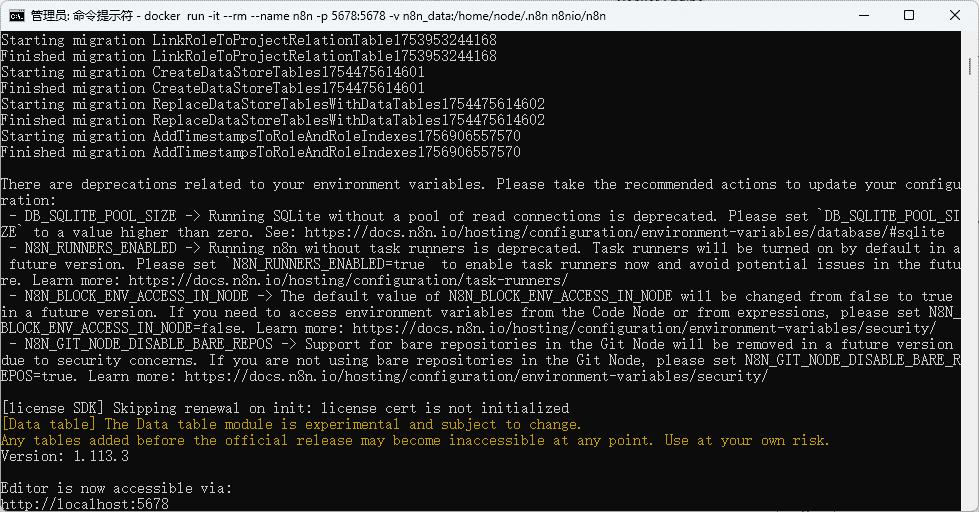 管理员: 命令提示符 - docker  run -it --rm --name n8n -p 5678:5678 -v n8n_data:/home/node/.n8n n8nio/n8n
Starting migration LinkRoleToProjectRelationTable1753953244168
Finished migration LinkRoleToProjectRelationTable1753953244168
Starting migration CreateDataStoreTables1754475614601
Finished migration CreateDataStoreTables1754475614601
Starting migration ReplaceDataStoreTablesWithDataTables1754475614602
Finished migration ReplaceDataStoreTablesWithDataTables1754475614602
Starting migration AddTimestampsToRoleAndRoleIndexes1756906557570
Finished migration AddTimestampsToRoleAndRoleIndexes1756906557570
There are deprecations related to your environment variables. Please take the recommended actions to update your configu
ration:
 - DB_SQLITE_POOL_SIZE -> Running SQLite without a pool of read connections is deprecated. Please set `DB_SQLITE_POOL_SI
ZE` to a value higher than zero. See: https://docs.n8n.io/hosting/configuration/environment-variables/database/#sqlite
 - N8N_RUNNERS_ENABLED -> Running n8n without task runners is deprecated. Task runners will be turned on by default in a
 future version. Please set `N8N_RUNNERS_ENABLED=true` to enable task runners now and avoid potential issues in the futu
re. Learn more: https://docs.n8n.io/hosting/configuration/task-runners/
 - N8N_BLOCK_ENV_ACCESS_IN_NODE -> The default value of N8N_BLOCK_ENV_ACCESS_IN_NODE will be changed from false to true
in a future version. If you need to access environment variables from the Code Node or from expressions, please set N8N_
BLOCK_ENV_ACCESS_IN_NODE=false. Learn more: https://docs.n8n.io/hosting/configuration/environment-variables/security/
 - N8N_GIT_NODE_DISABLE_BARE_REPOS -> Support for bare repositories in the Git Node will be removed in a future version
due to security concerns. If you are not using bare repositories in the Git Node, please set N8N_GIT_NODE_DISABLE_BARE_R
EPOS=true. Learn more: https://docs.n8n.io/hosting/configuration/environment-variables/security/
[license SDK] Skipping renewal on init: license cert is not initialized
[Data table] The Data table module is experimental and subject to change.
Any tables added before the official release may become inaccessible at any point. Use at your own risk.
Version: 1.113.3
Editor is now accessible via:
http://localhost:5678